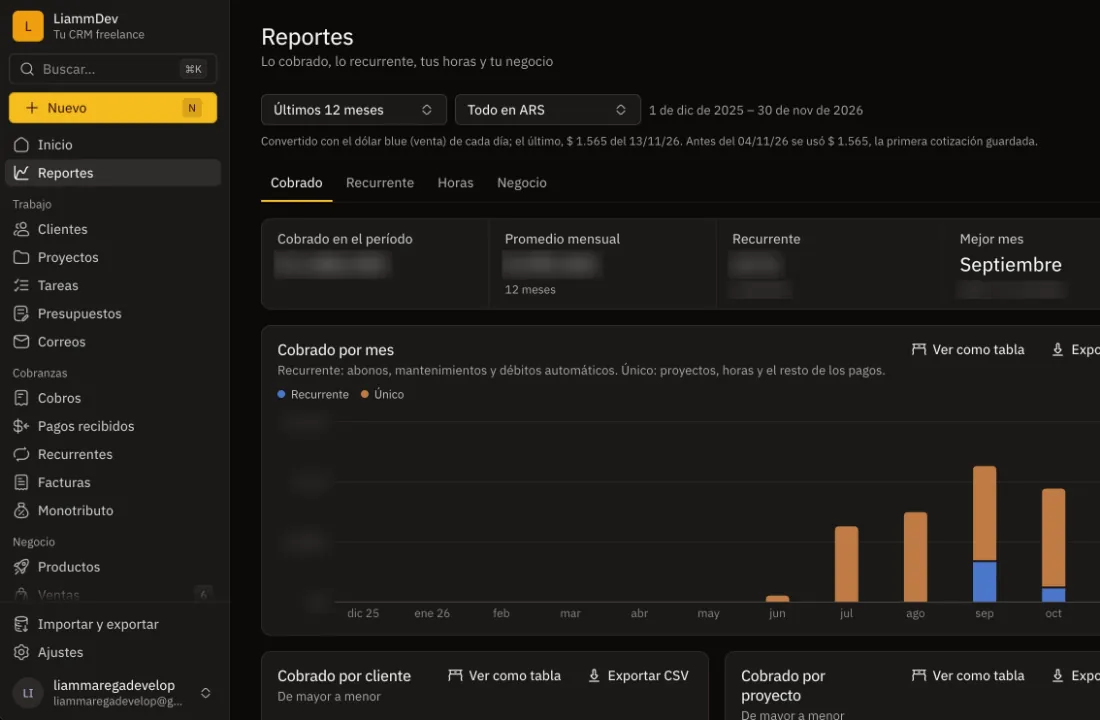 L
LiammDev
Tu CRM freelance
Buscar...
⌘K
Nuevo
N
Inicio
Reportes
Trabajo
Clientes
Proyectos
Tareas
Presupuestos
Correos
Cobranzas
Cobros
Pagos recibidos
Recurrentes
Facturas
Monotributo
Negocio
Productos
Ventas
6
Importar y exportar
Ajustes
LI
liammaregadevelop
liammaregadevelop@g...
Reportes
Lo cobrado, lo recurrente, tus horas y tu negocio
Últimos 12 meses
Todo en ARS
1 de dic de 2025 – 30 de nov de 2026
Convertido con el dólar blue (venta) de cada día; el último, $ 1.565 del 13/11/26. Antes del 04/11/26 se usó $ 1.565, la primera cotización guardada.
Cobrado
Recurrente
Horas
Negocio
Cobrado en el período
Promedio mensual
12 meses
Recurrente
Mejor mes
Septiembre
Cobrado por mes
Ver como tabla
Expo
Recurrente: abonos, mantenimientos y débitos automáticos. Único: proyectos, horas y el resto de los pagos.
Recurrente
Único
dic 25
ene 26
feb
mar
abr
may
jun
jul
ago
sep
oct
Cobrado por cliente
Ver como tabla
Exportar CSV
De mayor a menor
Cobrado por
proyecto
Ver como tabla
Expo
De mayor a menor